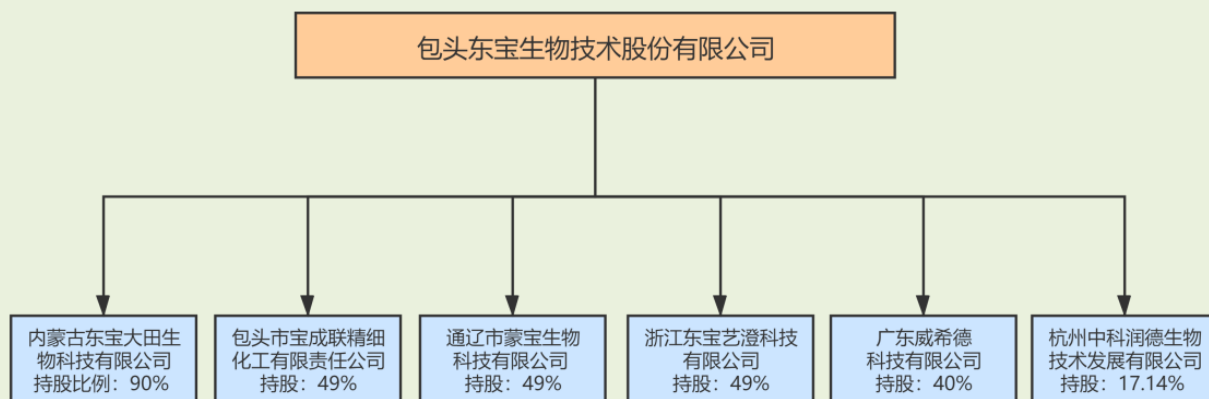 包头东宝生物技术股份有限公司
内蒙古东宝大田生
物科技有限公司
持股比例：90%
包头市宝成联精细
化工有限责任公司
持股：49%
通辽市蒙宝生物
科技有限公司
持股：49%
浙江东宝艺澄科技
有限公司
持股：49%
广东威希德
科技有限公司
持股：40%
杭州中科润德生物
技术发展有限公司
持股：17.14%